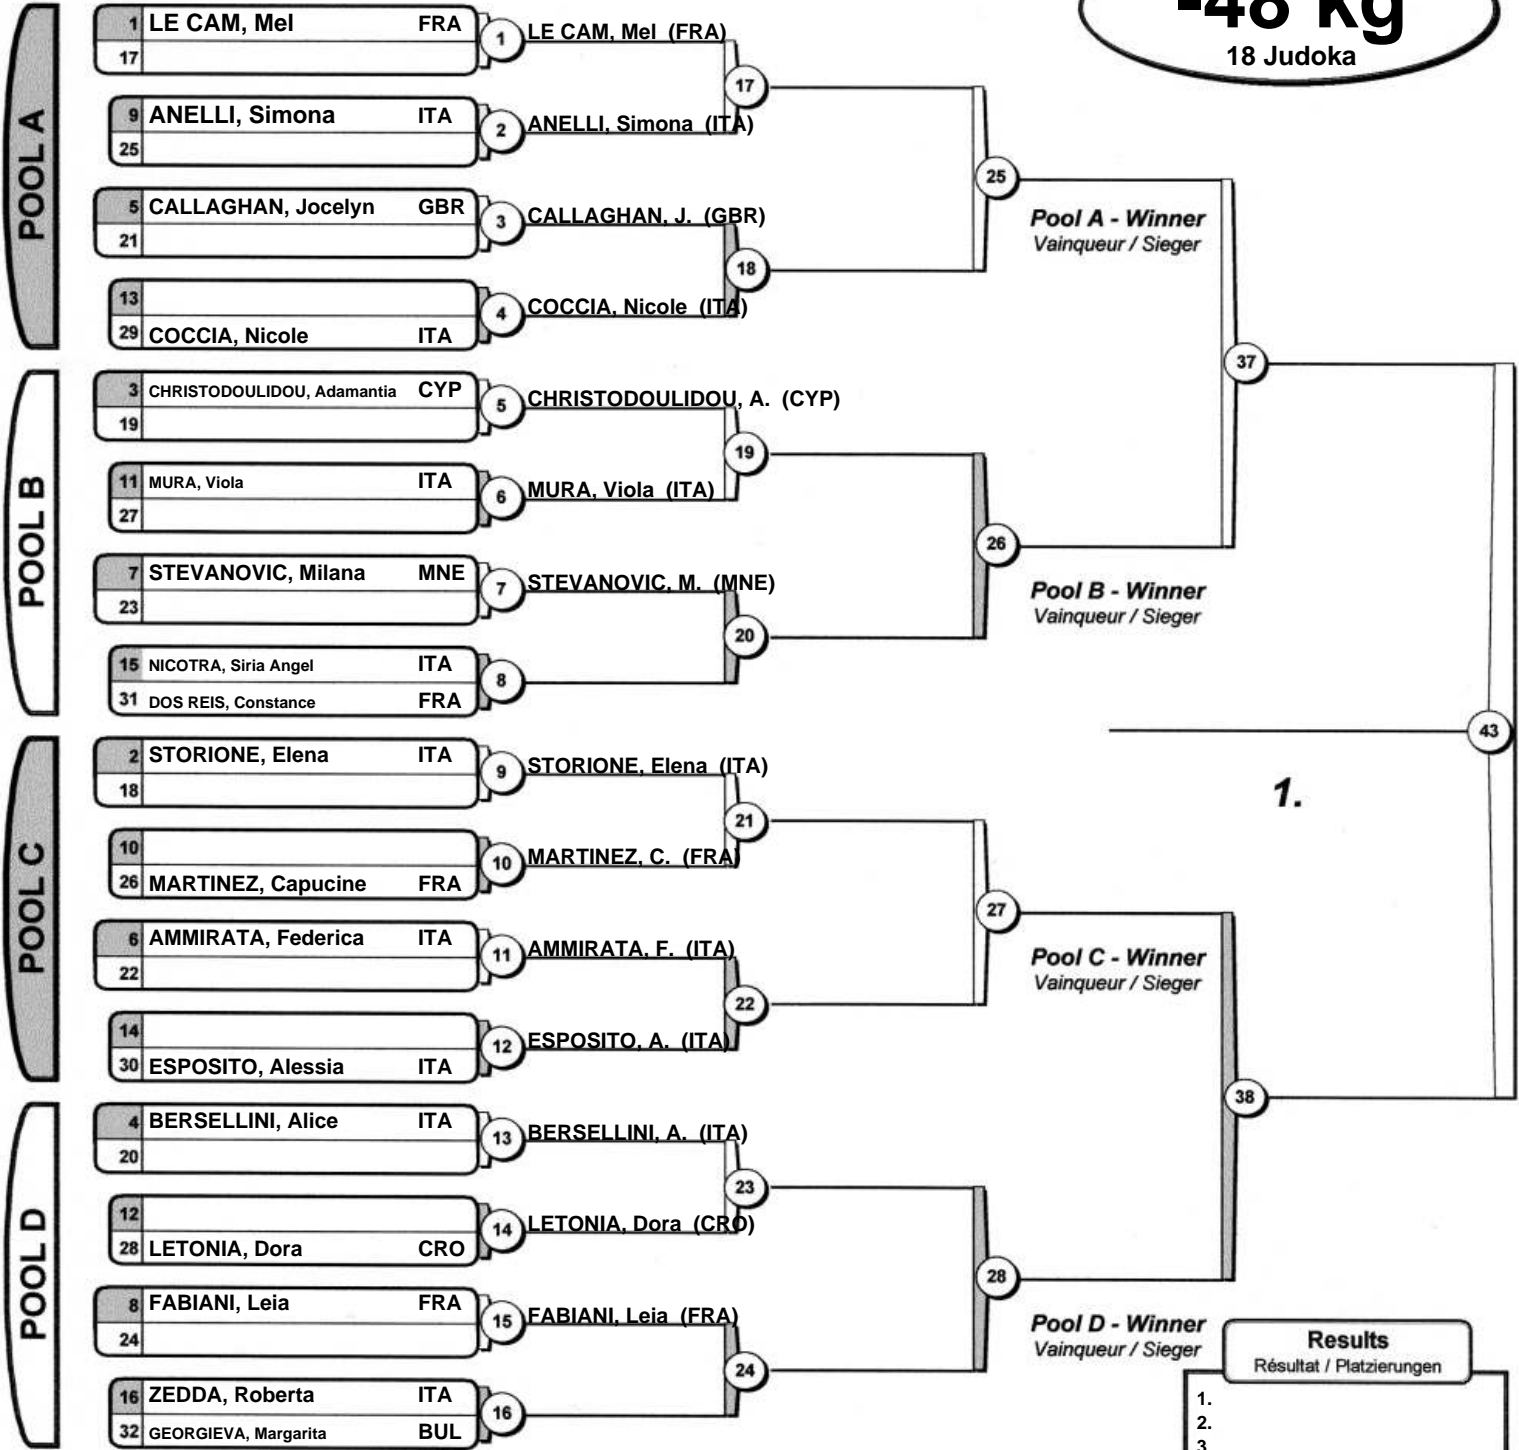 -48 kg
18 Judoka
POOL A
1 LE CAM, Mel FRA
17
1 LE CAM, Mel (FRA)
9 ANELLI, Simona ITA
25
2 ANELLI, Simona (ITA)
17
5 CALLAGHAN, Jocelyn GBR
21
3 CALLAGHAN, J. (GBR)
13
29 COCCIA, Nicole ITA
4 COCCIA, Nicole (ITA)
18
25
Pool A - Winner
Vainqueur / Sieger
POOL B
3 CHRISTODOULIDOU, Adamantia CYP
19
5 CHRISTODOULIDOU, A. (CYP)
11 MURA, Viola ITA
27
6 MURA, Viola (ITA)
19
7 STEVANOVIC, Milana MNE
23
7 STEVANOVIC, M. (MNE)
15 NICOTRA, Siria Angel ITA
31 DOS REIS, Constance FRA
8
20
26
Pool B - Winner
Vainqueur / Sieger
37
POOL C
2 STORIONE, Elena ITA
18
9 STORIONE, Elena (ITA)
10
26 MARTINEZ, Capucine FRA
10 MARTINEZ, C. (FRA)
21
6 AMMIRATA, Federica ITA
22
11 AMMIRATA, F. (ITA)
14
30 ESPOSITO, Alessia ITA
12 ESPOSITO, A. (ITA)
22
27
Pool C - Winner
Vainqueur / Sieger
43
1.
POOL D
4 BERSELLINI, Alice ITA
20
13 BERSELLINI, A. (ITA)
12
28 LETONIA, Dora CRO
14 LETONIA, Dora (CRO)
23
8 FABIANI, Leia FRA
24
15 FABIANI, Leia (FRA)
16 ZEDDA, Roberta ITA
32 GEORGIEVA, Margarita BUL
16
24
28
Pool D - Winner
Vainqueur / Sieger
38
Results
Résultat / Platzierungen
1.
2.
3